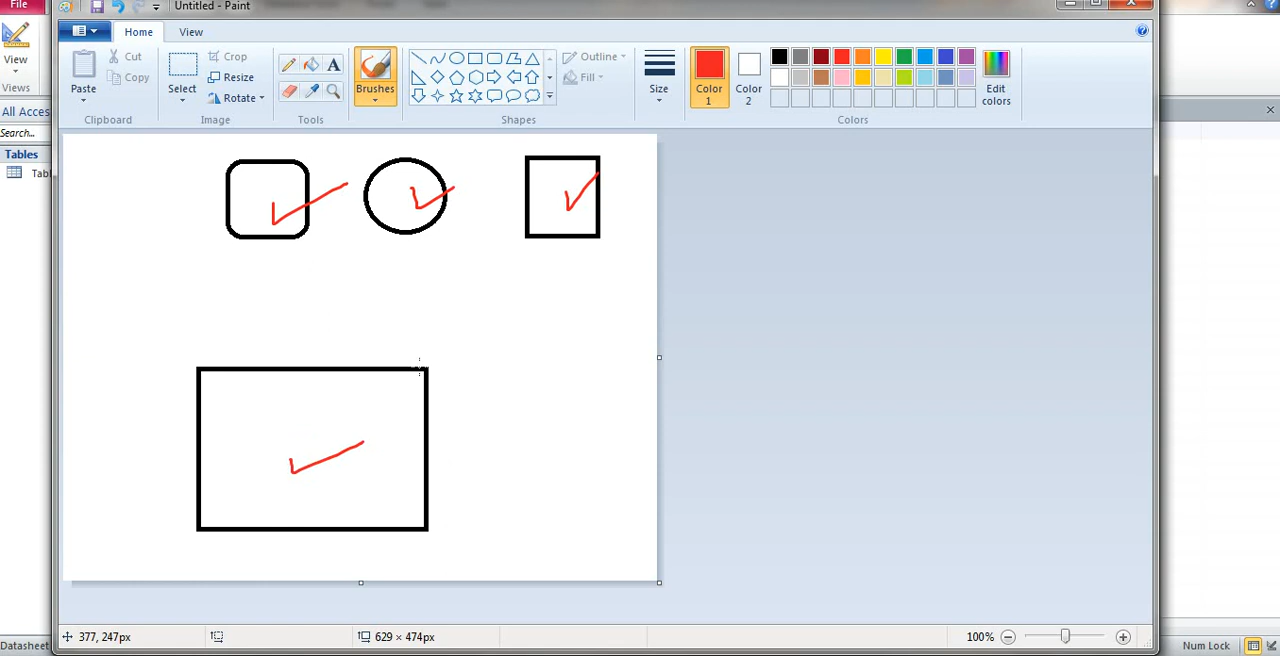 File
Untitled - Paint
Home View
View
Views
All Acces
Search...
Tables
Tabl
Paste
Cut
Copy
Clipboard
Select
Crop
Resize
Rotate
Image
A
Tools
Brushes
Outline
Fill
Shapes
Size
Color
1
Color
2
Edit
colors
Colors
377, 247px
629 × 474px
100%
Datasheet
Num Lock